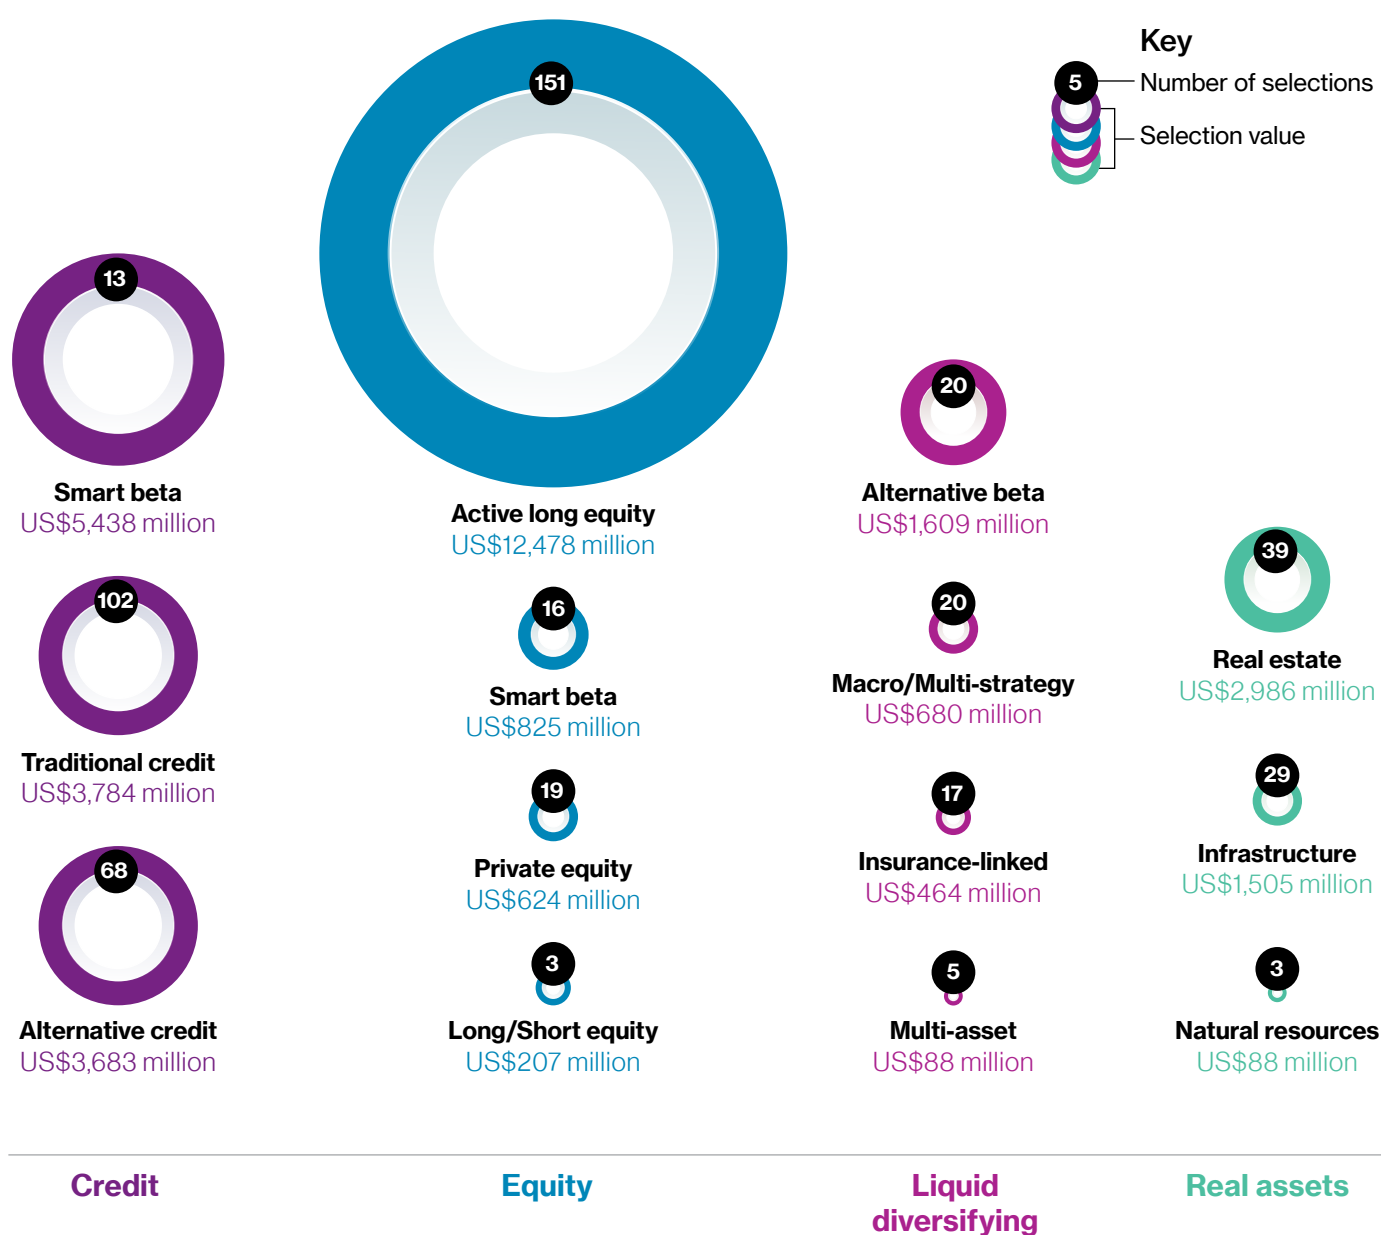 Key
5
Number of selections
Selection value
13
Smart beta
US$5,438 million
102
Traditional credit
US$3,784 million
68
Alternative credit
US$3,683 million
Credit
151
Active long equity
US$12,478 million
16
Smart beta
US$825 million
19
Private equity
US$624 million
3
Long/Short equity
US$207 million
Equity
20
Alternative beta
US$1,609 million
20
Macro/Multi-strategy
US$680 million
17
Insurance-linked
US$464 million
5
Multi-asset
US$88 million
Liquid
diversifying
39
Real estate
US$2,986 million
29
Infrastructure
US$1,505 million
3
Natural resources
US$88 million
Real assets